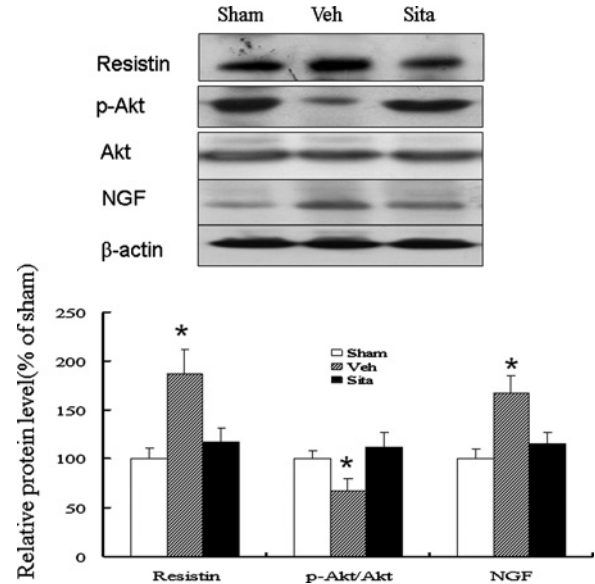 Sham Veh Sita
Resistin
p-Akt
Akt
NGF
β-actin
Relative protein level(% of sham)
250
200
150
100
50
0
*
*
*
Sham
Veh
Sita
Resistin p-Akt/Akt NGF